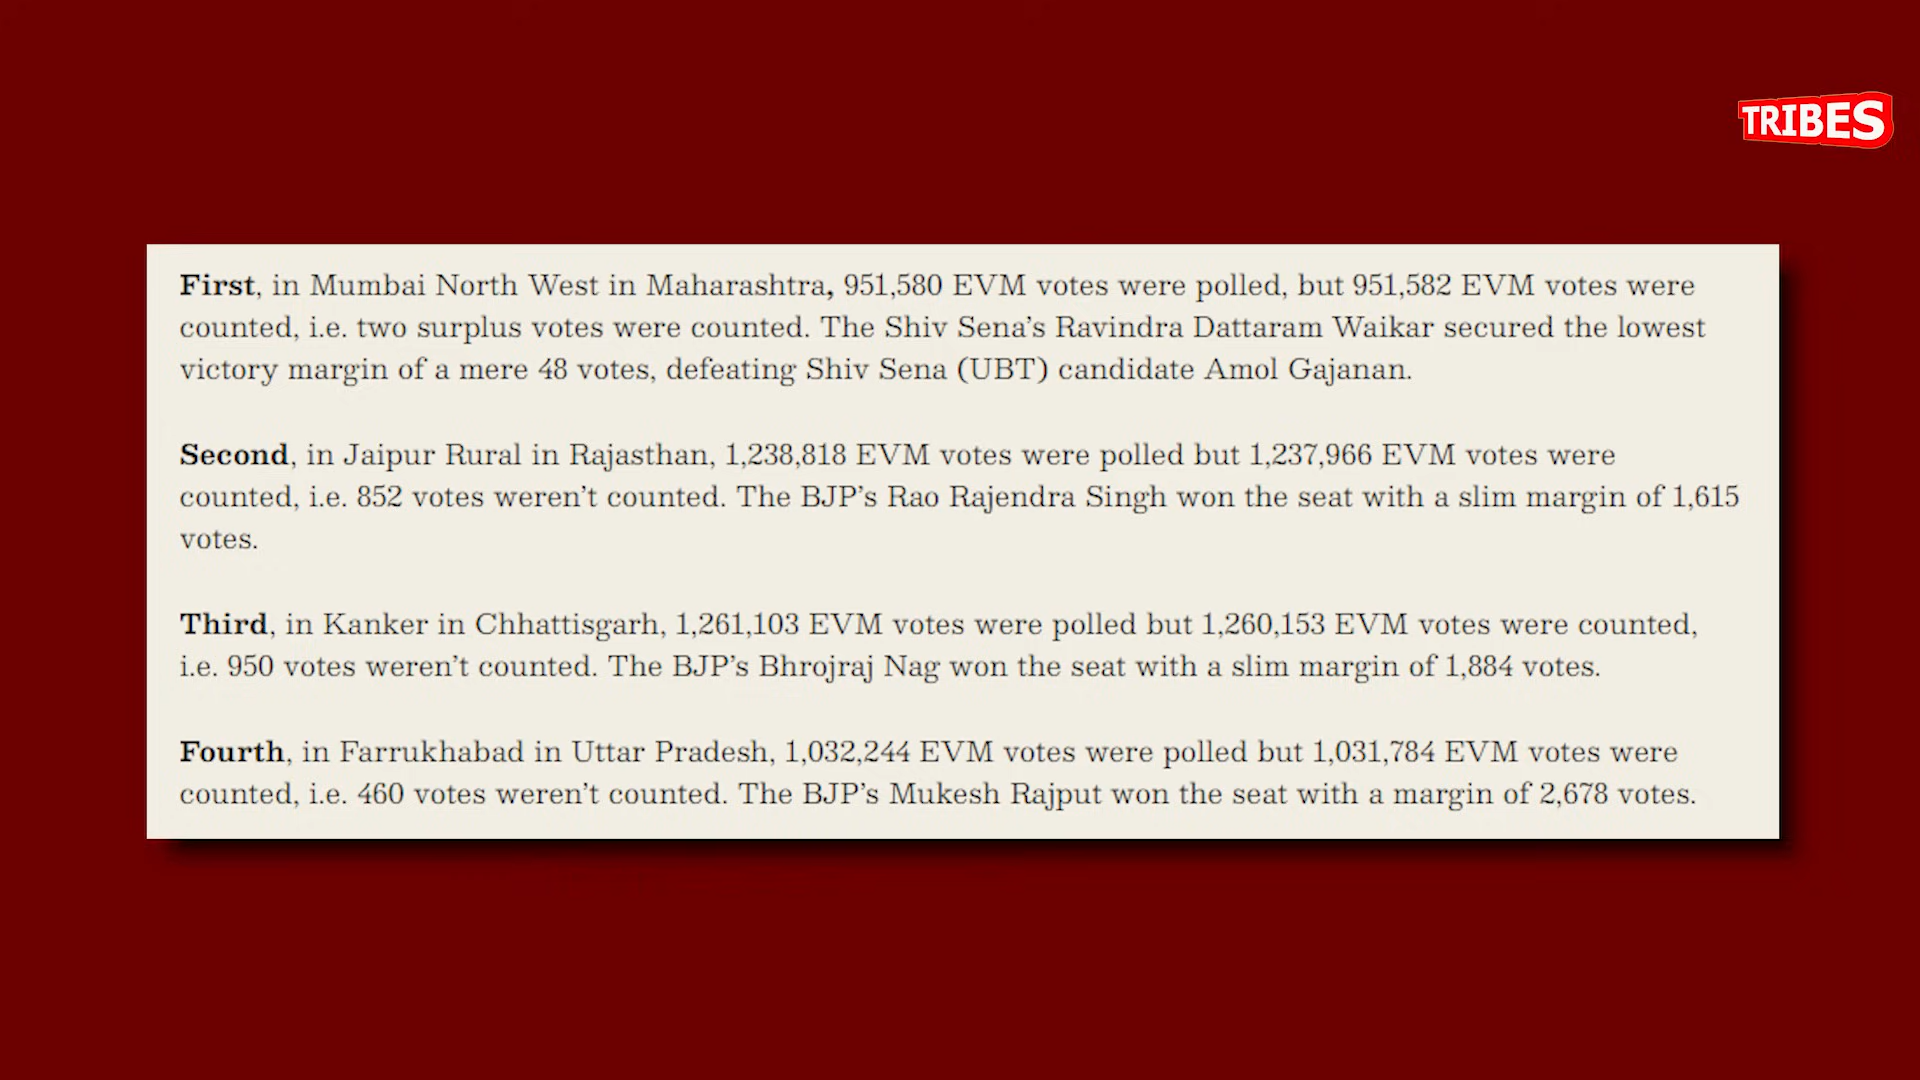 TRIBES
First, in Mumbai North West in Maharashtra, 951,580 EVM votes were polled, but 951,582 EVM votes were
counted, i.e. two surplus votes were counted. The Shiv Sena’s Ravindra Dattaram Waikar secured the lowest
victory margin of a mere 48 votes, defeating Shiv Sena (UBT) candidate Amol Gajanan.
Second, in Jaipur Rural in Rajasthan, 1,238,818 EVM votes were polled but 1,237,966 EVM votes were
counted, i.e. 852 votes weren’t counted. The BJP’s Rao Rajendra Singh won the seat with a slim margin of 1,615
votes.
Third, in Kanker in Chhattisgarh, 1,261,103 EVM votes were polled but 1,260,153 EVM votes were counted,
i.e. 950 votes weren’t counted. The BJP’s Bhrojraj Nag won the seat with a slim margin of 1,884 votes.
Fourth, in Farrukhabad in Uttar Pradesh, 1,032,244 EVM votes were polled but 1,031,784 EVM votes were
counted, i.e. 460 votes weren’t counted. The BJP’s Mukesh Rajput won the seat with a margin of 2,678 votes.